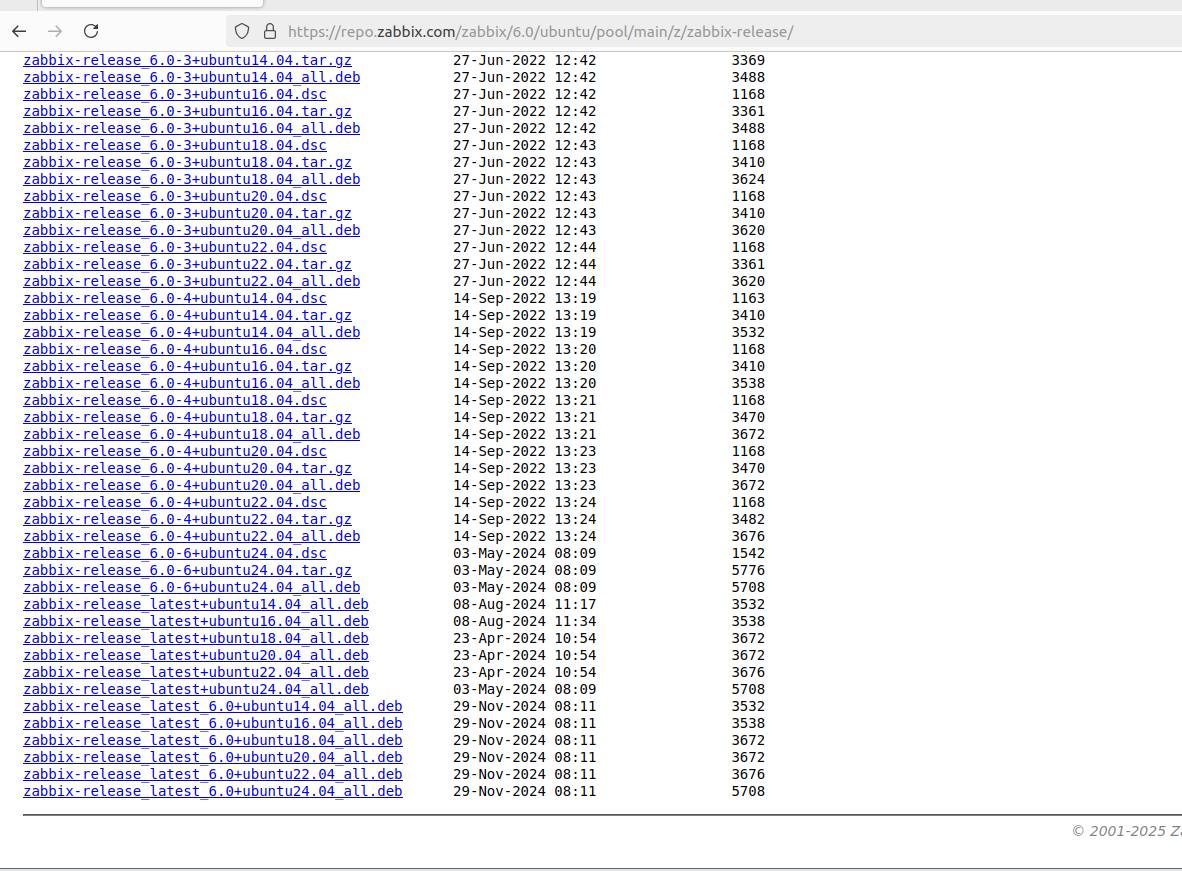 https://repo.zabbix.com/zabbix/6.0/ubuntu/pool/main/z/zabbix-release/
zabbix-release_6.0-3+ubuntu14.04.tar.gz 27-Jun-2022 12:42 3369
zabbix-release_6.0-3+ubuntu14.04_all.deb 27-Jun-2022 12:42 3488
zabbix-release_6.0-3+ubuntu16.04.dsc 27-Jun-2022 12:42 1168
zabbix-release_6.0-3+ubuntu16.04.tar.gz 27-Jun-2022 12:42 3361
zabbix-release_6.0-3+ubuntu16.04_all.deb 27-Jun-2022 12:42 3488
zabbix-release_6.0-3+ubuntu18.04.dsc 27-Jun-2022 12:43 1168
zabbix-release_6.0-3+ubuntu18.04.tar.gz 27-Jun-2022 12:43 3410
zabbix-release_6.0-3+ubuntu18.04_all.deb 27-Jun-2022 12:43 3624
zabbix-release_6.0-3+ubuntu20.04.dsc 27-Jun-2022 12:43 1168
zabbix-release_6.0-3+ubuntu20.04.tar.gz 27-Jun-2022 12:43 3410
zabbix-release_6.0-3+ubuntu20.04_all.deb 27-Jun-2022 12:43 3620
zabbix-release_6.0-3+ubuntu22.04.dsc 27-Jun-2022 12:44 1168
zabbix-release_6.0-3+ubuntu22.04.tar.gz 27-Jun-2022 12:44 3361
zabbix-release_6.0-3+ubuntu22.04_all.deb 27-Jun-2022 12:44 3620
zabbix-release_6.0-4+ubuntu14.04.dsc 14-Sep-2022 13:19 1163
zabbix-release_6.0-4+ubuntu14.04.tar.gz 14-Sep-2022 13:19 3410
zabbix-release_6.0-4+ubuntu14.04_all.deb 14-Sep-2022 13:19 3532
zabbix-release_6.0-4+ubuntu16.04.dsc 14-Sep-2022 13:20 1168
zabbix-release_6.0-4+ubuntu16.04.tar.gz 14-Sep-2022 13:20 3410
zabbix-release_6.0-4+ubuntu16.04_all.deb 14-Sep-2022 13:20 3538
zabbix-release_6.0-4+ubuntu18.04.dsc 14-Sep-2022 13:21 1168
zabbix-release_6.0-4+ubuntu18.04.tar.gz 14-Sep-2022 13:21 3470
zabbix-release_6.0-4+ubuntu18.04_all.deb 14-Sep-2022 13:21 3672
zabbix-release_6.0-4+ubuntu20.04.dsc 14-Sep-2022 13:23 1168
zabbix-release_6.0-4+ubuntu20.04.tar.gz 14-Sep-2022 13:23 3470
zabbix-release_6.0-4+ubuntu20.04_all.deb 14-Sep-2022 13:23 3672
zabbix-release_6.0-4+ubuntu22.04.dsc 14-Sep-2022 13:24 1168
zabbix-release_6.0-4+ubuntu22.04.tar.gz 14-Sep-2022 13:24 3482
zabbix-release_6.0-4+ubuntu22.04_all.deb 14-Sep-2022 13:24 3676
zabbix-release_6.0-6+ubuntu24.04.dsc 03-May-2024 08:09 1542
zabbix-release_6.0-6+ubuntu24.04.tar.gz 03-May-2024 08:09 5776
zabbix-release_6.0-6+ubuntu24.04_all.deb 03-May-2024 08:09 5708
zabbix-release_latest+ubuntu14.04_all.deb 08-Aug-2024 11:17 3532
zabbix-release_latest+ubuntu16.04_all.deb 08-Aug-2024 11:34 3538
zabbix-release_latest+ubuntu18.04_all.deb 23-Apr-2024 10:54 3672
zabbix-release_latest+ubuntu20.04_all.deb 23-Apr-2024 10:54 3672
zabbix-release_latest+ubuntu22.04_all.deb 23-Apr-2024 10:54 3676
zabbix-release_latest+ubuntu24.04_all.deb 03-May-2024 08:09 5708
zabbix-release_latest_6.0+ubuntu14.04_all.deb 29-Nov-2024 08:11 3532
zabbix-release_latest_6.0+ubuntu16.04_all.deb 29-Nov-2024 08:11 3538
zabbix-release_latest_6.0+ubuntu18.04_all.deb 29-Nov-2024 08:11 3672
zabbix-release_latest_6.0+ubuntu20.04_all.deb 29-Nov-2024 08:11 3672
zabbix-release_latest_6.0+ubuntu22.04_all.deb 29-Nov-2024 08:11 3676
zabbix-release_latest_6.0+ubuntu24.04_all.deb 29-Nov-2024 08:11 5708
© 2001-2025